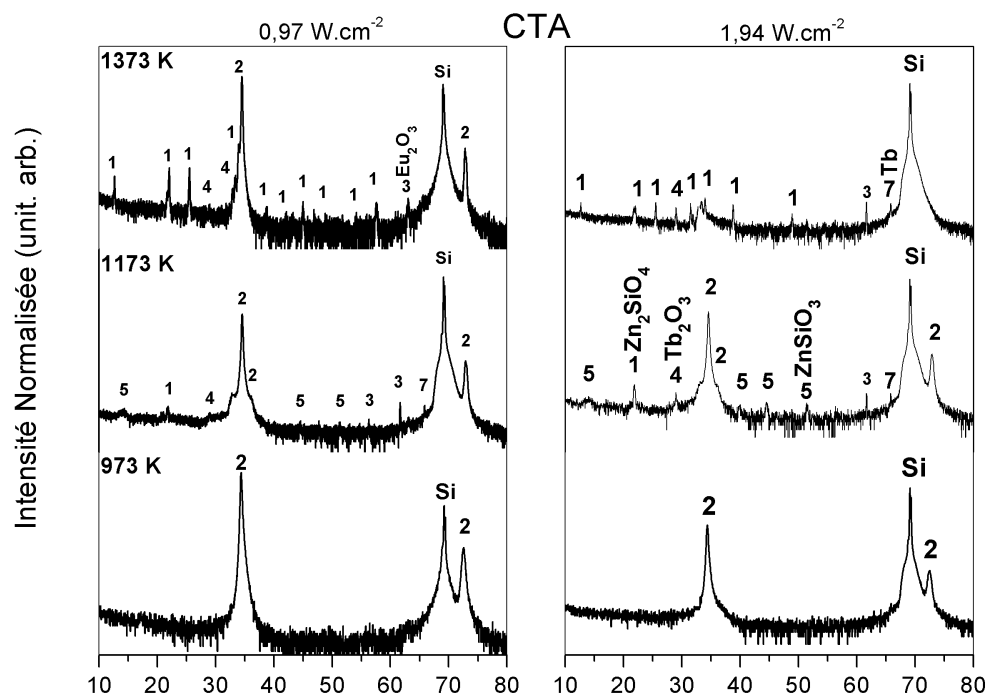 CTA
0,97 W.cm-2
1,94 W.cm-2
Intensité Normalisée (unit. arb.)
1373 K
1 1 1 4 4 1 2 1 1 1 1 1 1 Eu2O3 3 Si 2
1 1 1 4 1 1 1 1 3 7 Tb Si
1173 K
5 1 4 2 2 5 5 3 3 7 Si 2
5 1 Zn2SiO4 4 Tb2O3 2 2 5 5 5 ZnSiO3 3 7 Si 2
973 K
2 Si 2
2 Si 2
10 20 30 40 50 60 70 80
10 20 30 40 50 60 70 80